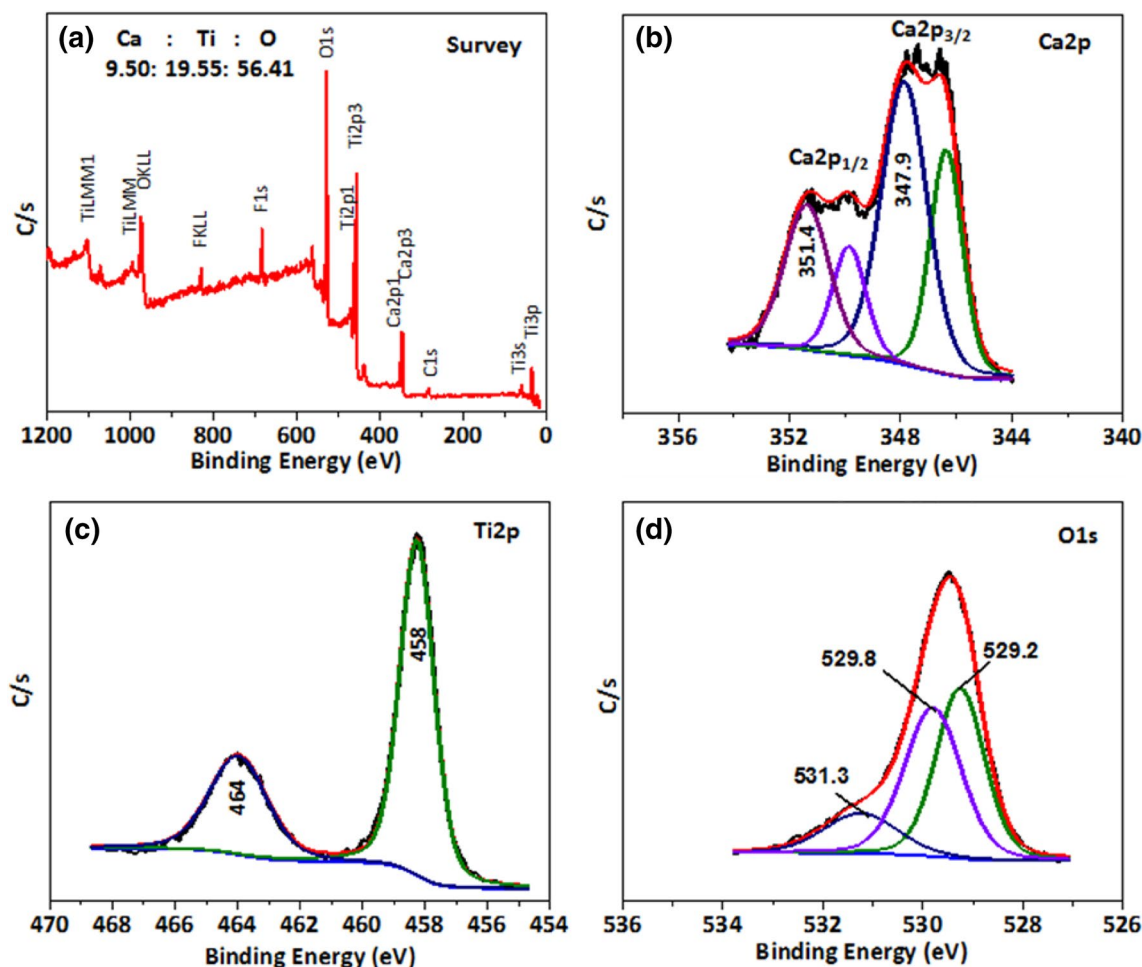 (a)
Ca : Ti : O
9.50: 19.55: 56.41
Survey
TiLMM1
TiLMM
OKLL
FKLL
F1s
O1s
Ti2p1
Ti2p3
Ca2p1
Ca2p3
C1s
Ti3s
Ti3p
C/s
1200 1000 800 600 400 200 0
Binding Energy (eV)
(b)
Ca2p3/2
Ca2p
Ca2p1/2
351.4
347.9
C/s
356 352 348 344 340
Binding Energy (eV)
(c)
Ti2p
464
458
C/s
470 468 466 464 462 460 458 456 454
Binding Energy (eV)
(d)
O1s
529.8
529.2
531.3
C/s
536 534 532 530 528 526
Binding Energy (eV)